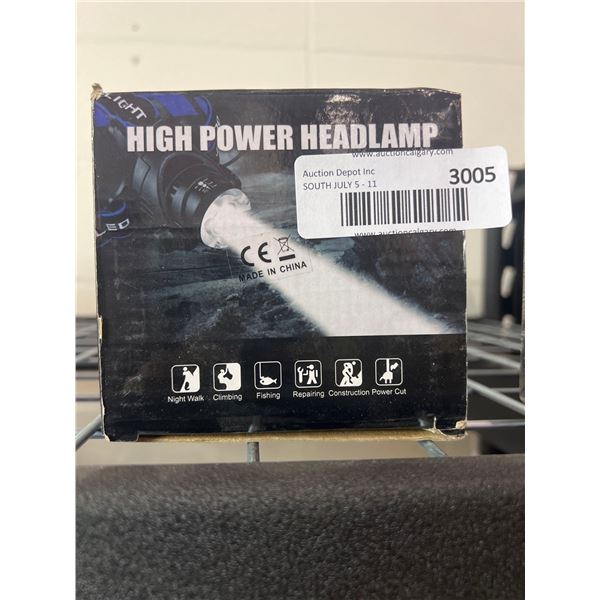 LIGHT
HIGH POWER HEADLAMP
www.auctioncalgary.com
Auction Depot Inc
3005
SOUTH JULY 5 - 11
www.auctioncalgary.com
LED
CE
MADE IN CHINA
Night Walk Climbing Fishing Repairing Construction Power Cut